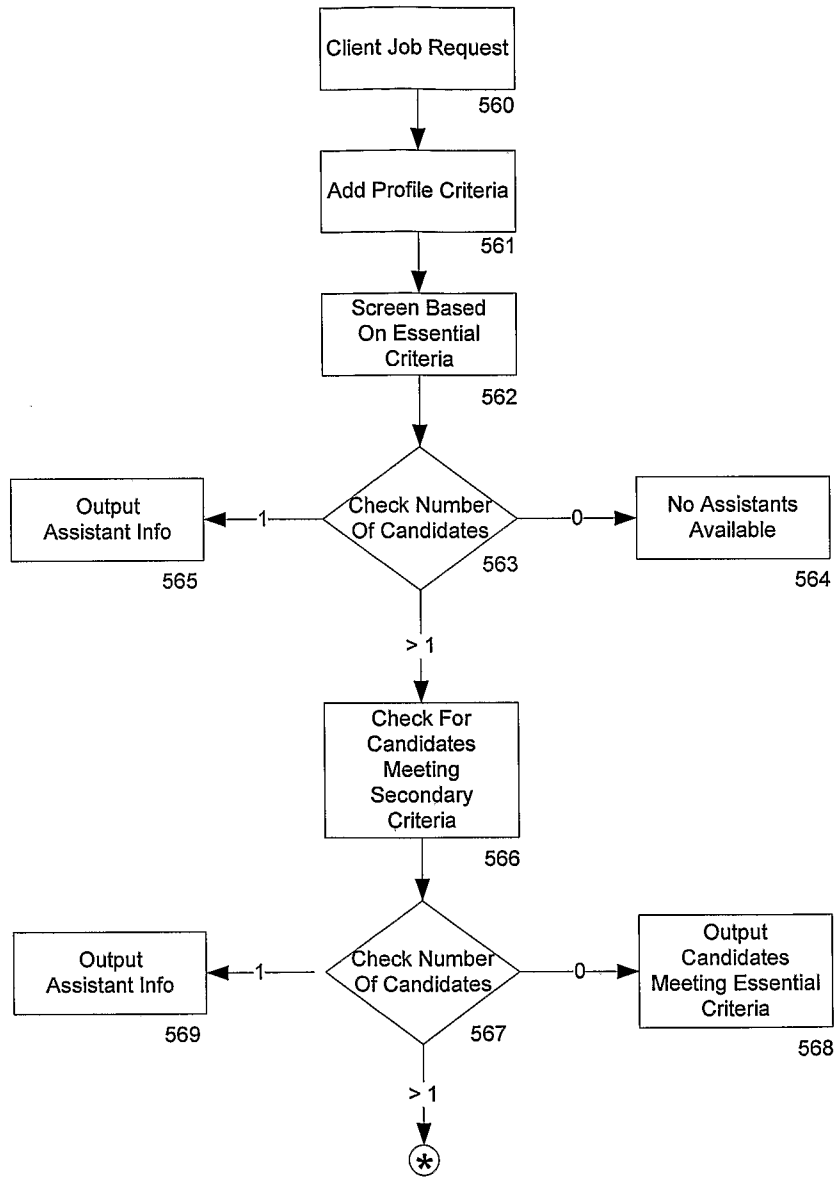 Client Job Request
560
Add Profile Criteria
561
Screen Based
On Essential
Criteria
562
Check Number
Of Candidates
563
1
Output
Assistant Info
565
0
No Assistants
Available
564
> 1
Check For
Candidates
Meeting
Secondary
Criteria
566
Check Number
Of Candidates
567
1
Output
Assistant Info
569
0
Output
Candidates
Meeting Essential
Criteria
568
> 1
*